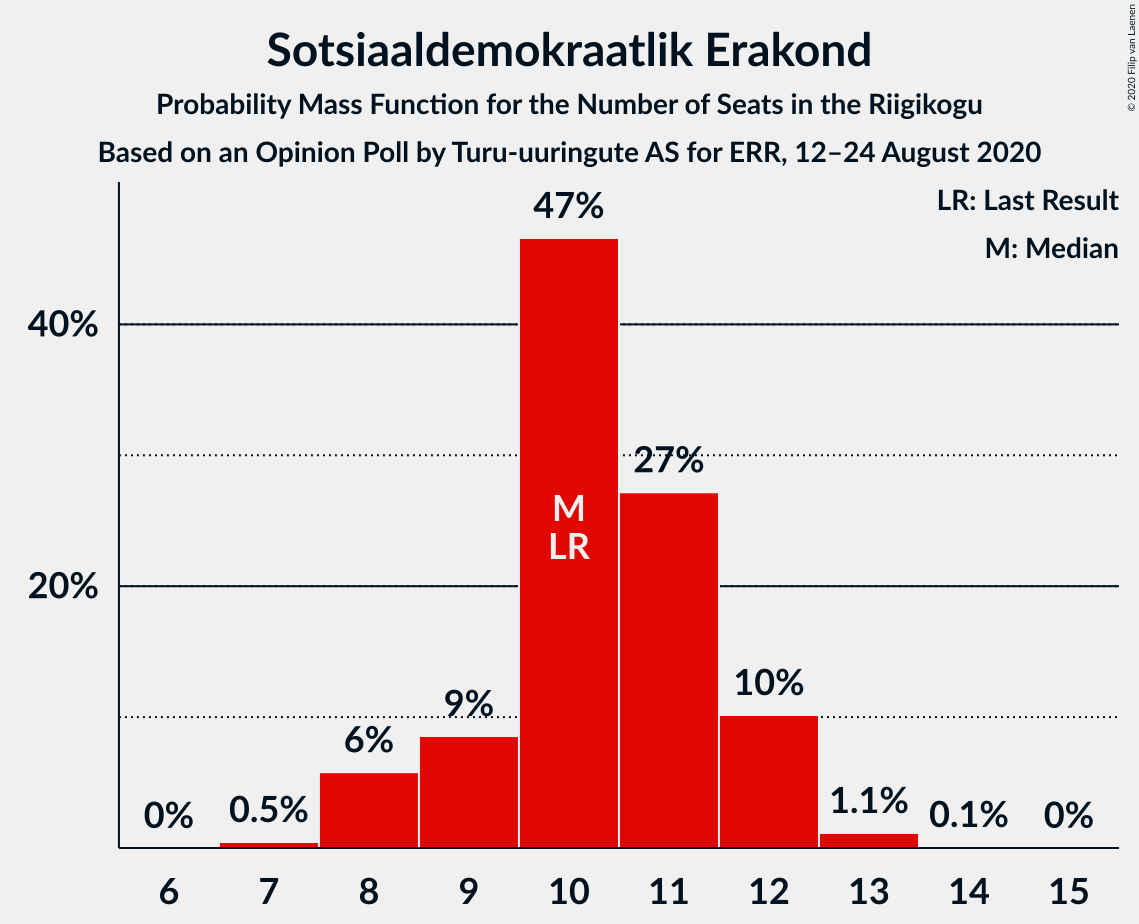 Sotsiaaldemokraatlik Erakond
Probability Mass Function for the Number of Seats in the Riigikogu
Based on an Opinion Poll by Turu-uuringute AS for ERR, 12–24 August 2020
© 2020 Filip van Laenen
LR: Last Result
M: Median
47%
40%
27%
M
LR
20%
10%
9%
6%
1.1%
0.5%
0%
0.1%
0%
6 7 8 9 10 11 12 13 14 15